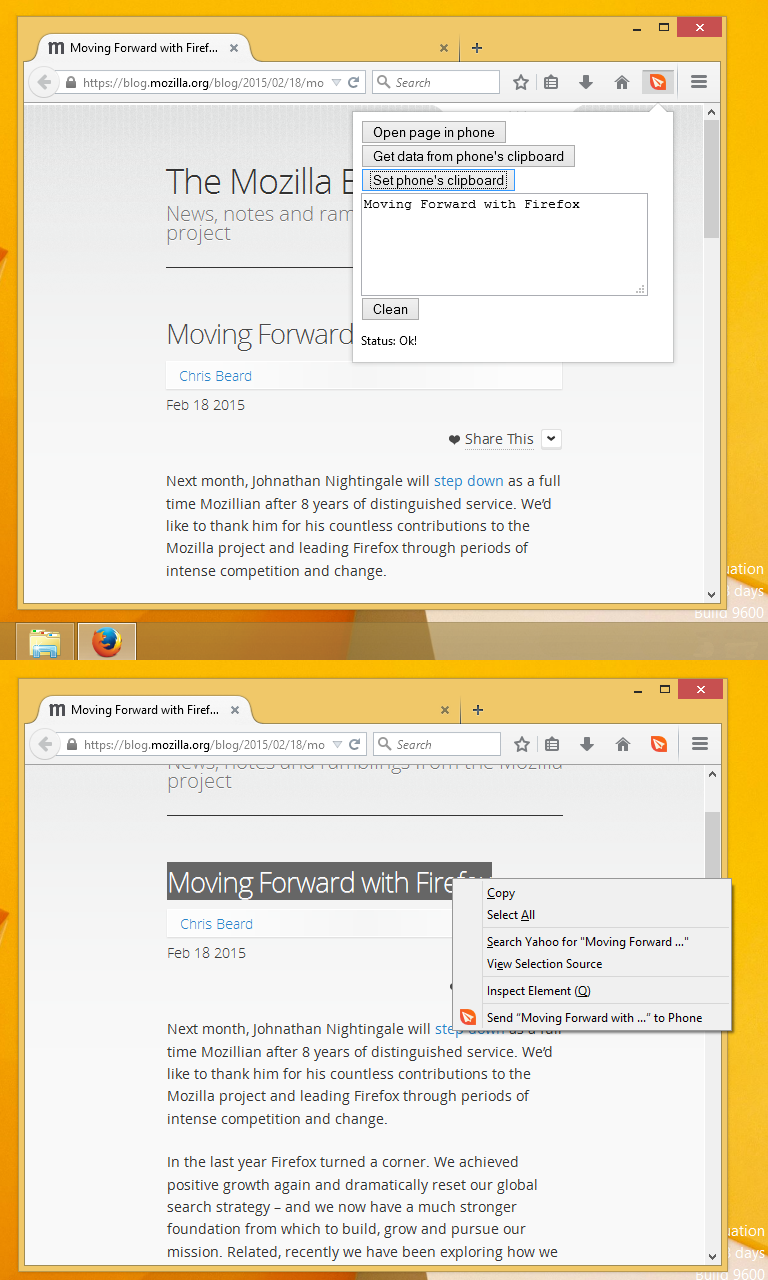 Moving Forward with Firef...
https://blog.mozilla.org/blog/2015/02/18/mo
Search
Open page in phone
Get data from phone's clipboard
Set phone's clipboard
Moving Forward with Firefox
Clean
Status: Ok!
The Mozilla
News, notes and ram
project
Moving Forward
Chris Beard
Feb 18 2015
Share This
Next month, Johnathan Nightingale will step down as a full
time Mozillian after 8 years of distinguished service. We’d
like to thank him for his countless contributions to the
Mozilla project and leading Firefox through periods of
intense competition and change.
days
Build 9600
Moving Forward with Firef...
https://blog.mozilla.org/blog/2015/02/18/mo
Search
News, notes and ramblings from the Mozilla
project
Moving Forward with Firefox
Copy
Select All
Search Yahoo for “Moving Forward ...”
View Selection Source
Inspect Element (Q)
Send “Moving Forward with ...“ to Phone
Chris Beard
Feb 18 2015
Next month, Johnathan Nightingale will step down as a full
time Mozillian after 8 years of distinguished service. We’d
like to thank him for his countless contributions to the
Mozilla project and leading Firefox through periods of
intense competition and change.
In the last year Firefox turned a corner. We achieved
positive growth again and dramatically reset our global
search strategy – and we now have a much stronger
foundation from which to build, grow and pursue our
mission. Related, recently we have been exploring how we
days
Build 9600